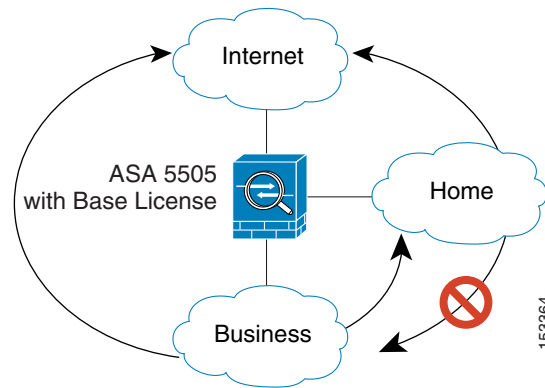 Internet
ASA 5505
with Base License
Home
Business
153364